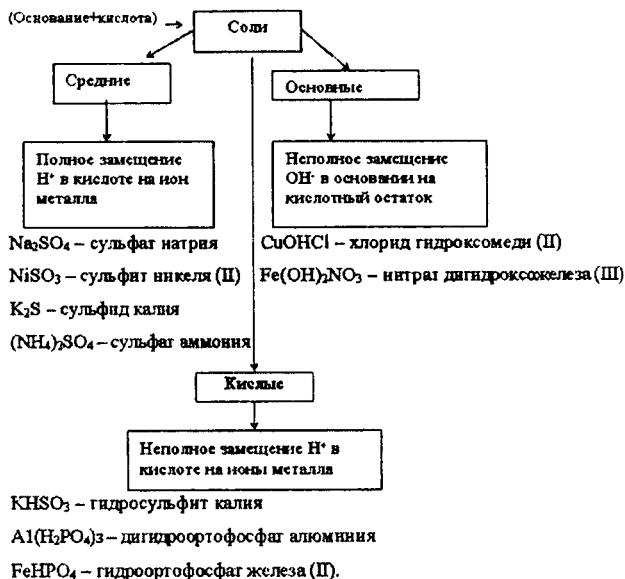 (Основание+кислота)
Соли
Средние
Основные
Полное замещение
H⁺ в кислоте на ион
металла
Неполное замещение
OH⁻ в основании на
кислотный остаток
Na₂SO₄ – сульфат натрия
NiSO₃ – сульфит никеля (II)
K₂S – сульфид калия
(NH₄)₂SO₄ – сульфат аммония
CuOHCl – хлорид гидроксомеди (II)
Fe(OH)₂NO₃ – нитрат дигидроксожелеза (III)
Кислые
Неполное замещение H⁺ в
кислоте на ионы металла
KHSO₃ – гидросульфит калия
Al(H₂PO₄)3 – дигидроортофосфат алюминия
FeHPO₄ – гидроортофосфат железа (II).